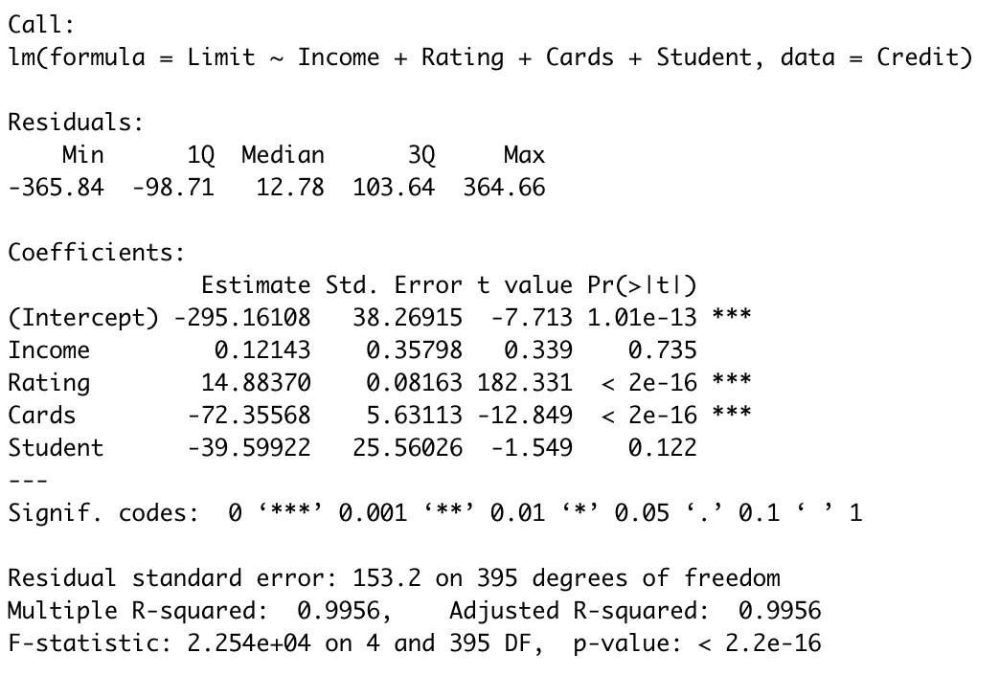 Call:
lm(formula = Limit ~ Income + Rating + Cards + Student, data = Credit)
Residuals:
    Min      1Q  Median      3Q     Max
-365.84  -98.71   12.78  103.64  364.66
Coefficients:
             Estimate Std. Error t value Pr(>|t|)
(Intercept) -295.16108   38.26915  -7.713 1.01e-13 ***
Income         0.12143    0.35798   0.339    0.735
Rating        14.88370    0.08163 182.331  < 2e-16 ***
Cards        -72.35568    5.63113 -12.849  < 2e-16 ***
Student      -39.59922   25.56026  -1.549    0.122
---
Signif. codes:  0 ‘***’ 0.001 ‘**’ 0.01 ‘*’ 0.05 ‘.’ 0.1 ‘ ’ 1
Residual standard error: 153.2 on 395 degrees of freedom
Multiple R-squared:  0.9956,    Adjusted R-squared:  0.9956
F-statistic: 2.254e+04 on 4 and 395 DF,  p-value: < 2.2e-16